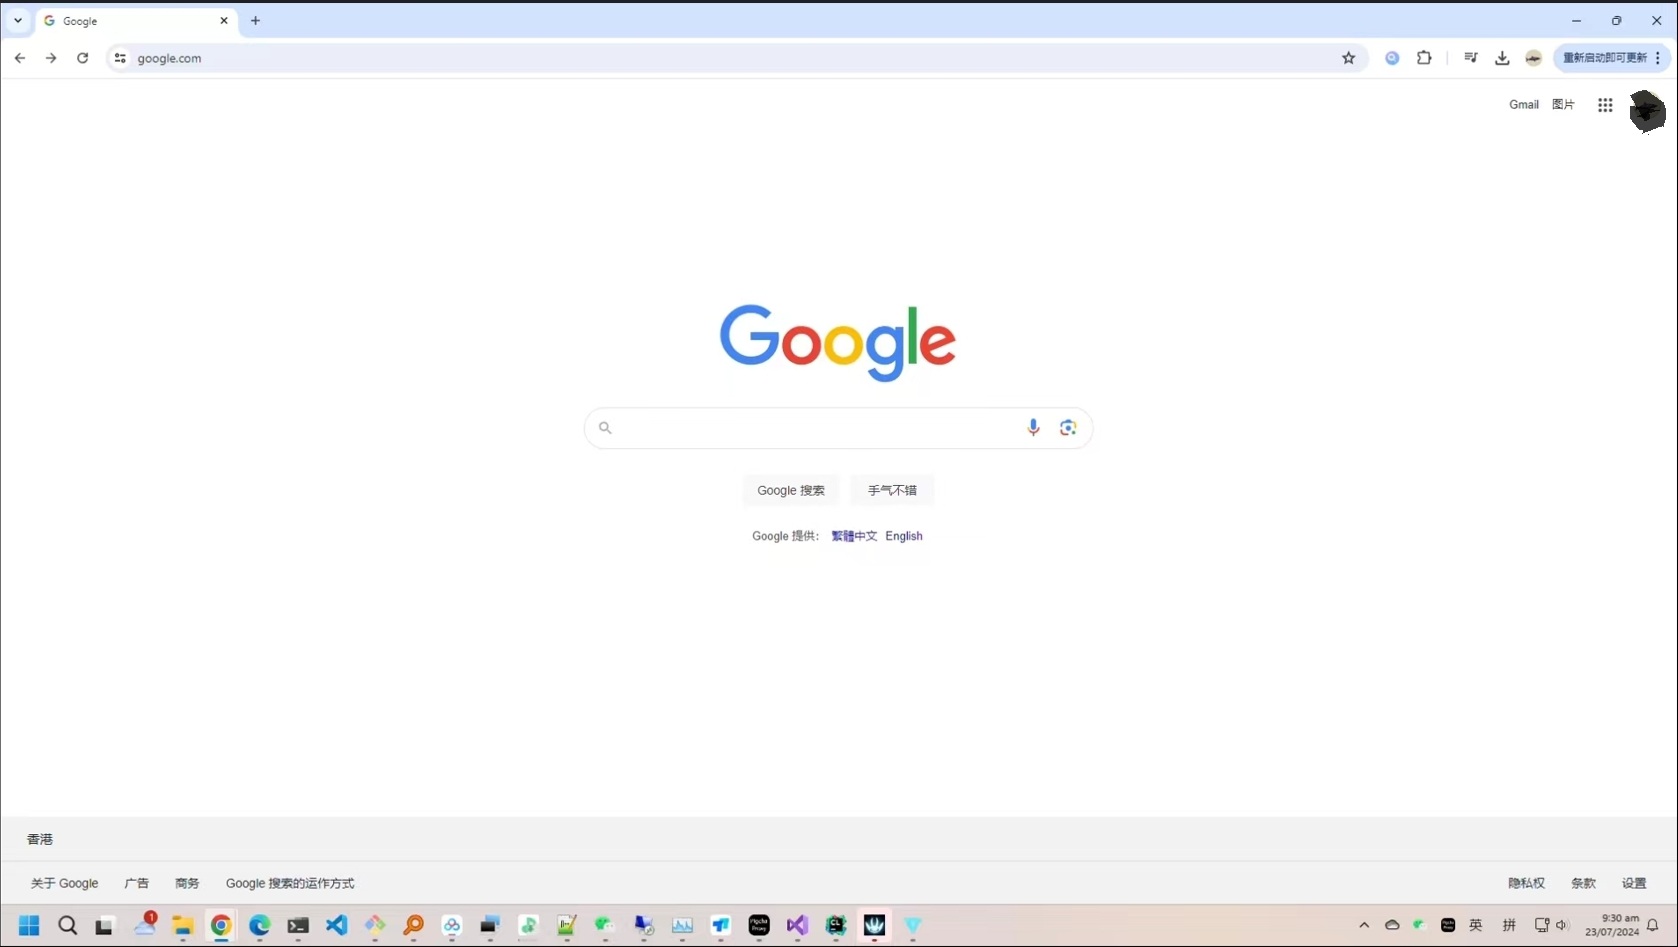 Google
google.com
重新启动即可更新
Gmail 图片
Google
Google 搜索 手气不错
Google 提供： 繁體中文 English
香港
关于 Google 广告 商务 Google 搜索的运作方式 隐私权 条款 设置
1
英 拼 9:30 am
23/07/2024